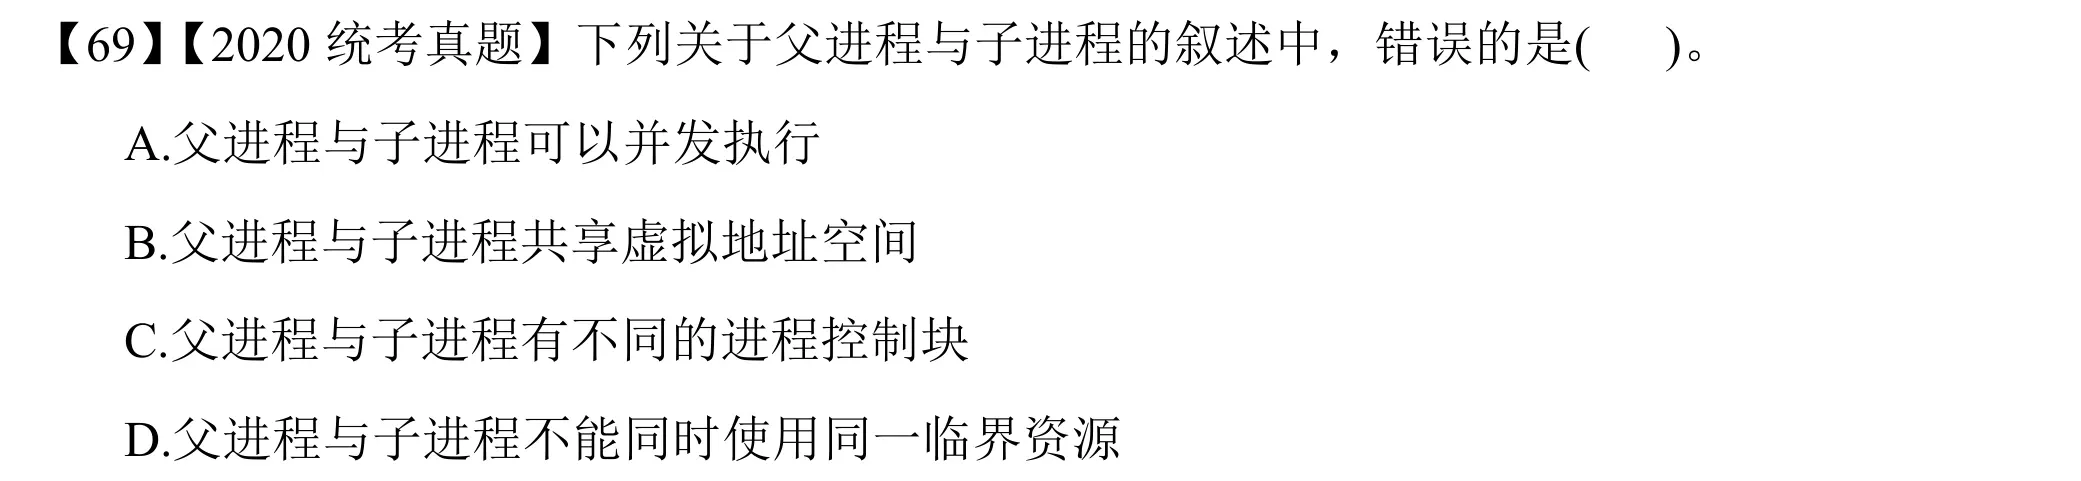 【69】【2020 统考真题】下列关于父进程与子进程的叙述中，错误的是(  )。
A.父进程与子进程可以并发执行
B.父进程与子进程共享虚拟地址空间
C.父进程与子进程有不同的进程控制块
D.父进程与子进程不能同时使用同一临界资源